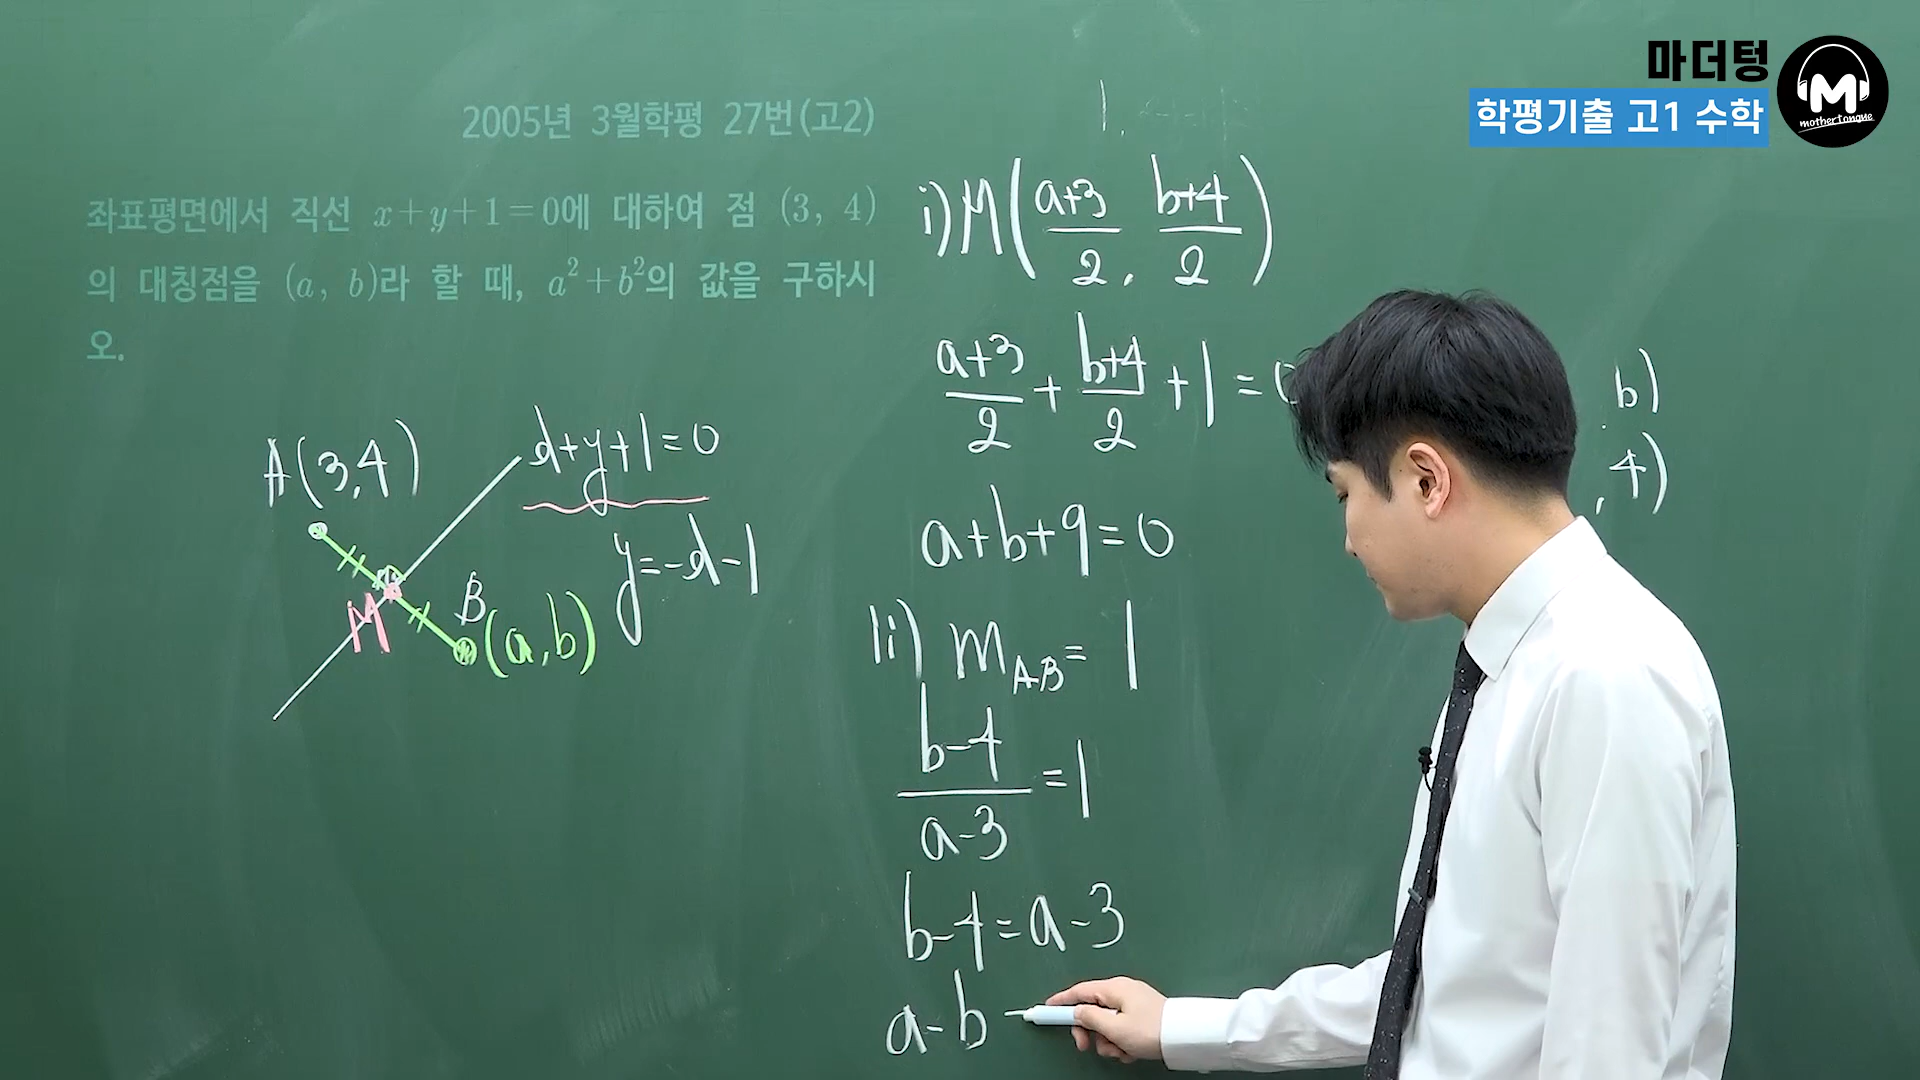 마더텅
학평기출 고1 수학
M
mothertongue
2005년 3월학평 27번(고2)
좌표평면에서 직선 x+y+1=0에 대하여 점 (3, 4)
의 대칭점을 (a, b)라 할 때, a²+b²의 값을 구하시
오.
A(3,4)
x+y+1=0
y=-x-1
M
B
(a,b)
1.
i) M((a+3)/2, (b+4)/2)
(a+3)/2 + (b+4)/2 + 1 = 0
a+b+9=0
ii) m_AB = 1
(b-4)/(a-3) = 1
b-4=a-3
a-b-
b)
,4)